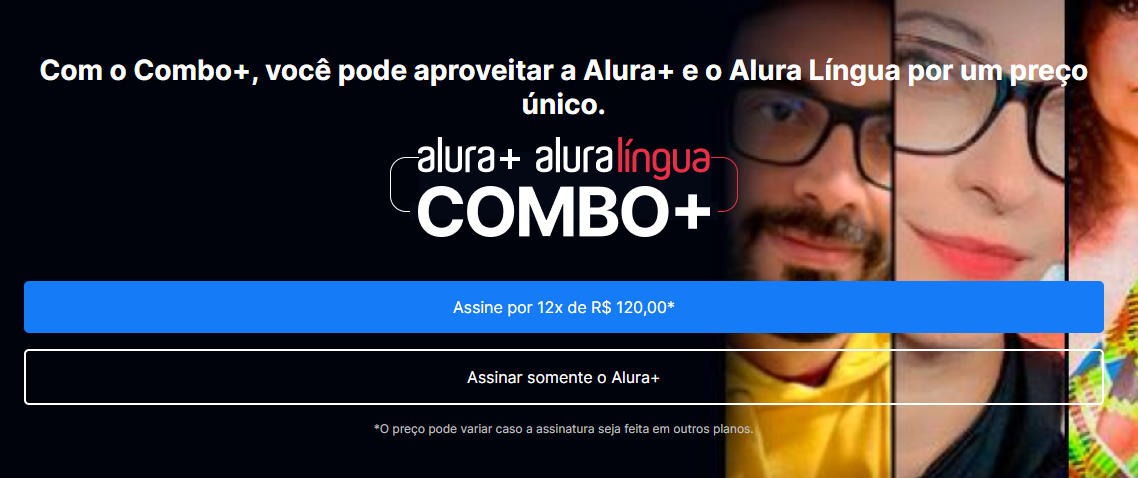 Com o Combo+, você pode aproveitar a Alura+ e o Alura Língua por um preço
único.
alura+ aluralíngua
COMBO+
Assine por 12x de R$ 120,00*
Assinar somente o Alura+
*O preço pode variar caso a assinatura seja feita em outros planos.